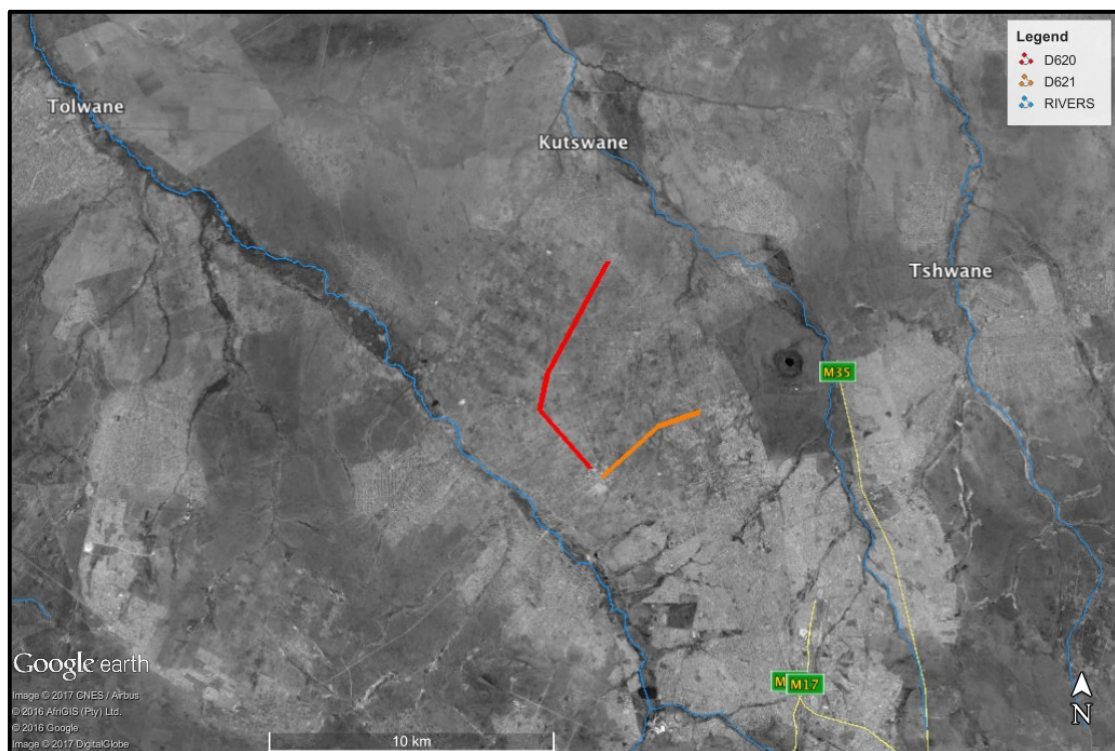 Legend
D620
D621
RIVERS
Tolwane
Kutswane
Tshwane
M35
M
M17
Google earth
Image © 2017 CNES / Airbus
© 2016 AfriGIS (Pty) Ltd.
© 2016 Google
Image © 2017 DigitalGlobe
10 km
N